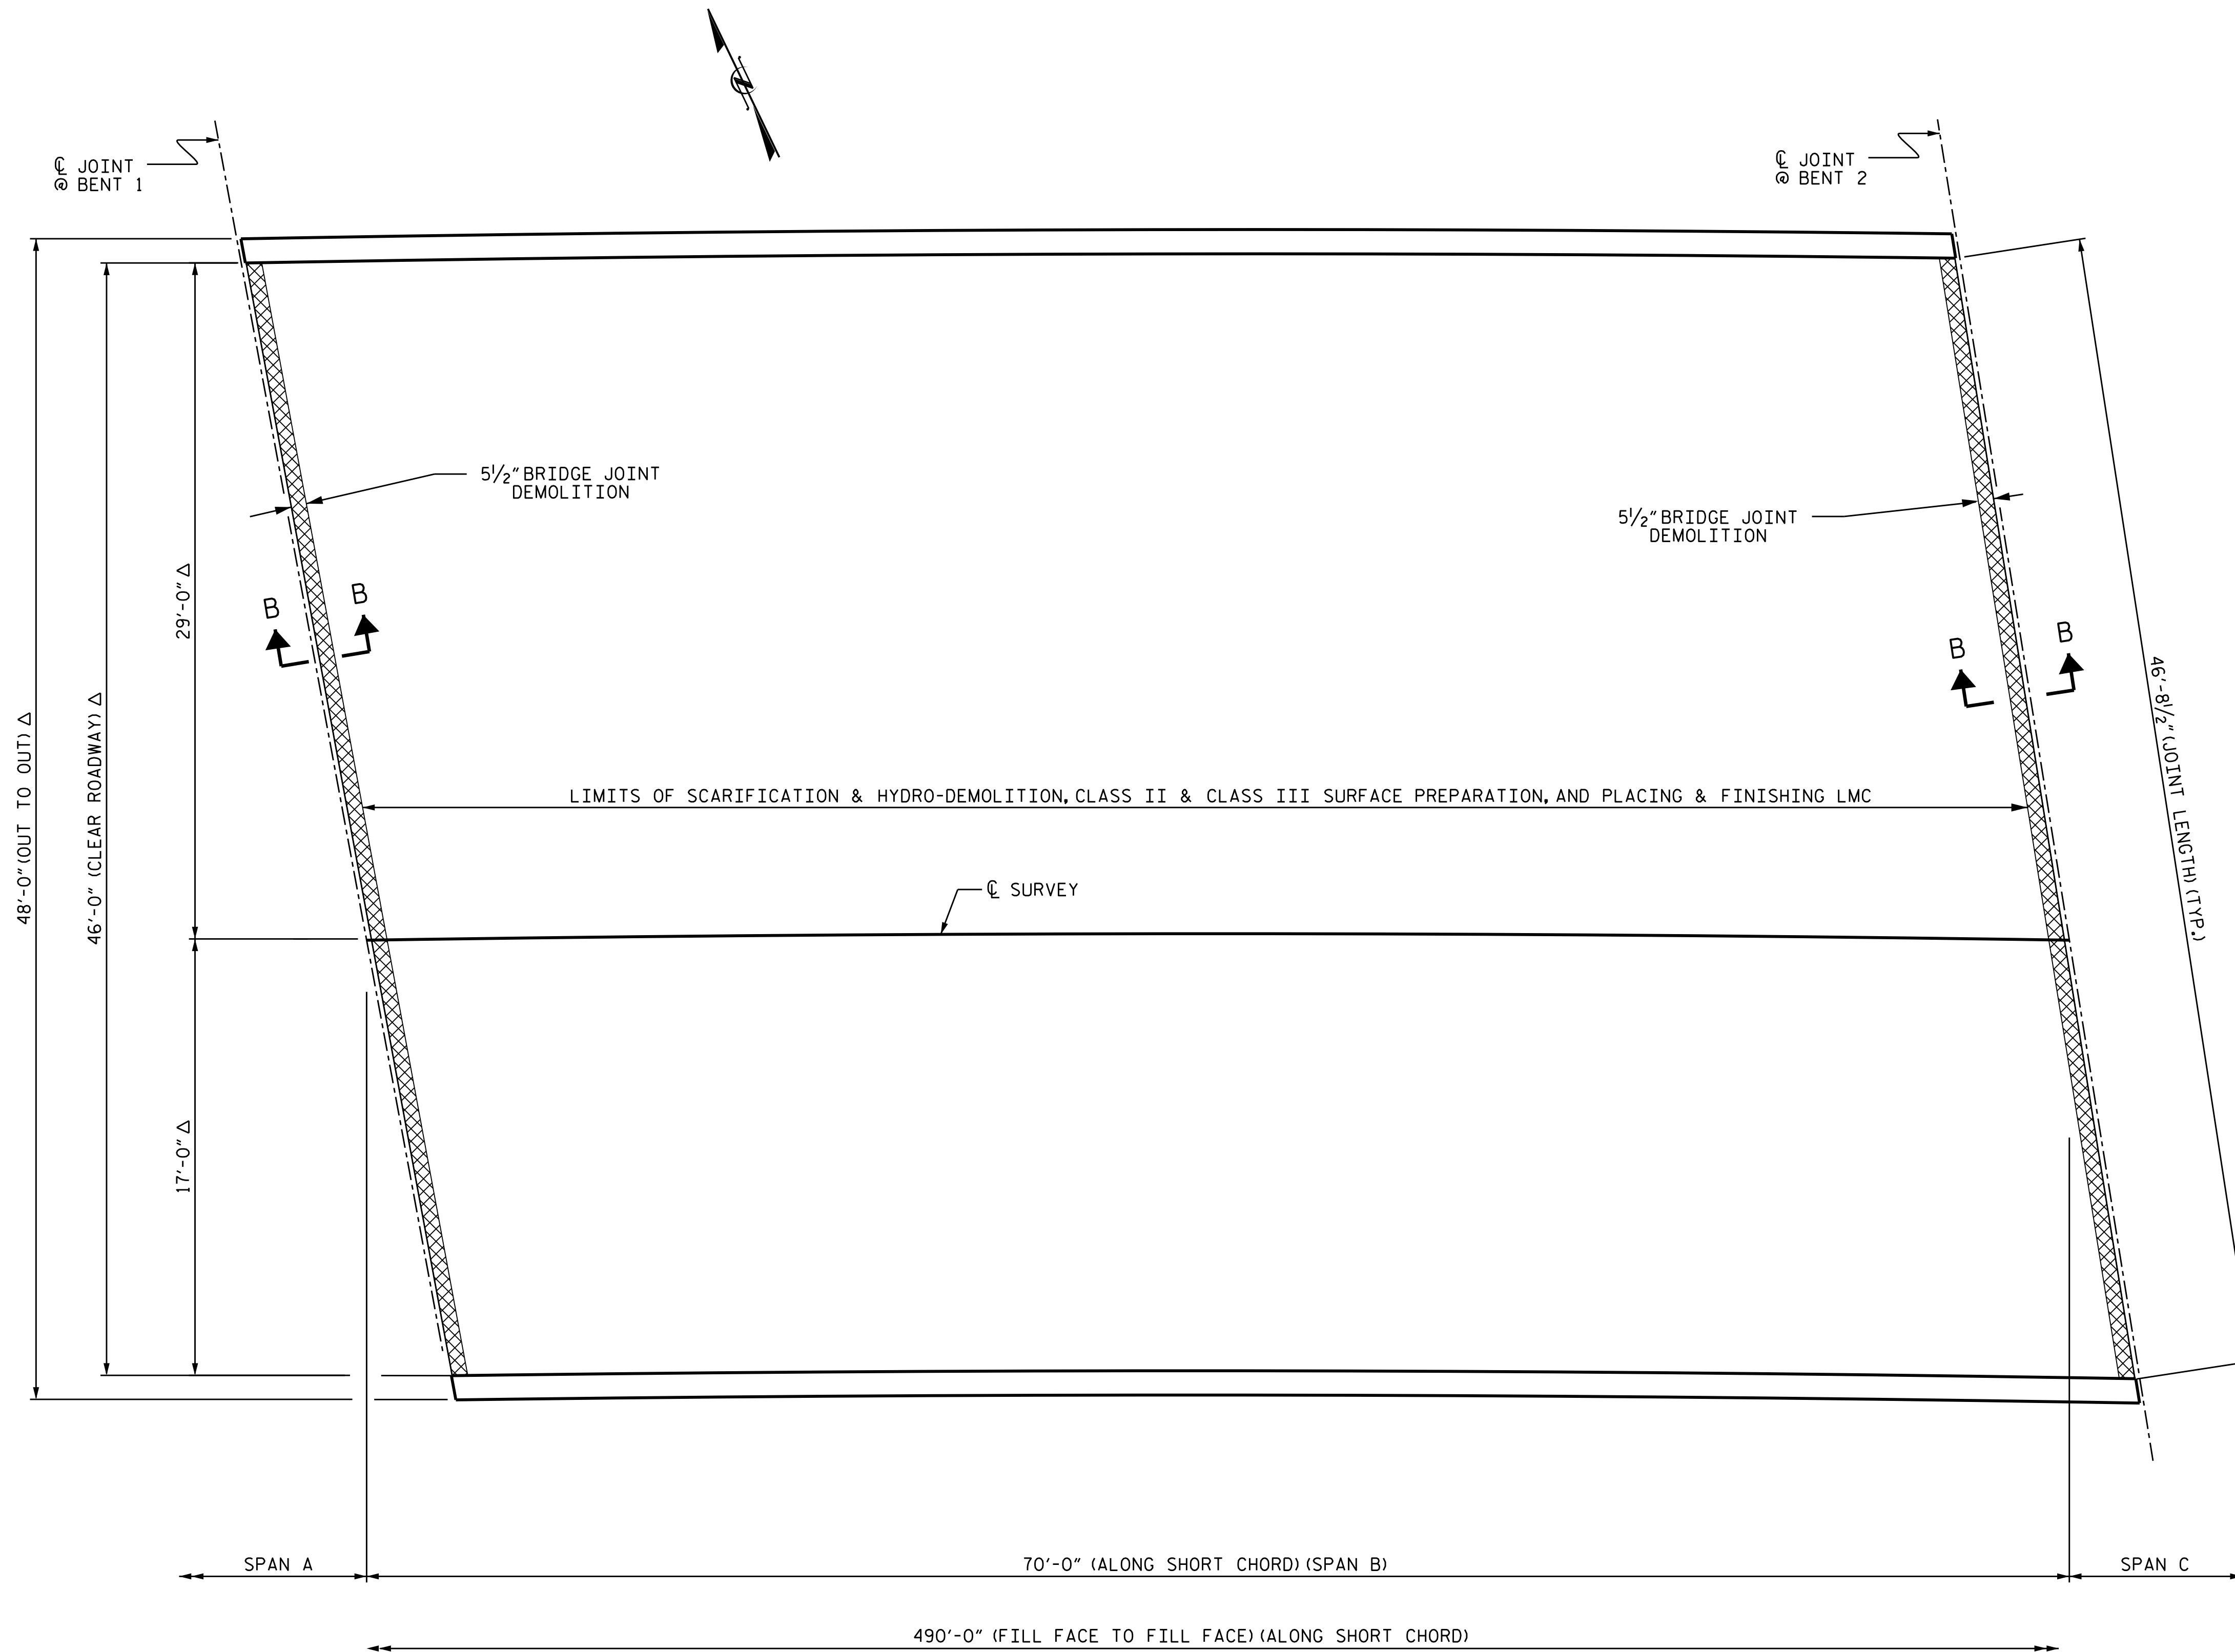 N
℄ JOINT
@ BENT 1
℄ JOINT
@ BENT 2
5½" BRIDGE JOINT
DEMOLITION
5½" BRIDGE JOINT
DEMOLITION
B
B
B
B
29'-0" Δ
48'-0" (OUT TO OUT) Δ
46'-0" (CLEAR ROADWAY) Δ
46'-8½" (JOINT LENGTH) (TYP.)
LIMITS OF SCARIFICATION & HYDRO-DEMOLITION, CLASS II & CLASS III SURFACE PREPARATION, AND PLACING & FINISHING LMC
℄ SURVEY
17'-0" Δ
SPAN A
70'-0" (ALONG SHORT CHORD) (SPAN B)
SPAN C
490'-0" (FILL FACE TO FILL FACE) (ALONG SHORT CHORD)